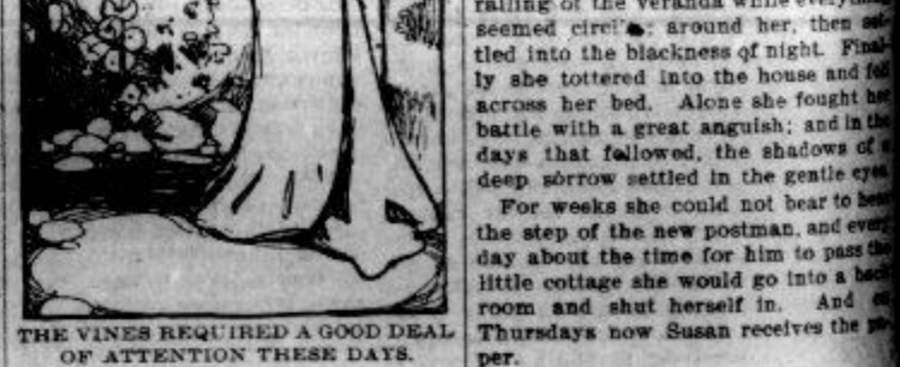 THE VINES REQUIRED A GOOD DEAL
OF ATTENTION THESE DAYS.
railing of the veranda while everything
seemed around her, then set-
tled into the blackness of night. Final-
ly she tottered into the house and fell
across her bed. Alone she fought her
battle with a great anguish; and in the
days that followed, the shadows of a
deep sorrow settled in the gentle eyes.
For weeks she could not bear to hear
the step of the new postman, and every
day about the time for him to pass the
little cottage she would go into a back
room and shut herself in. And on
Thursdays now Susan receives the pa-
per.